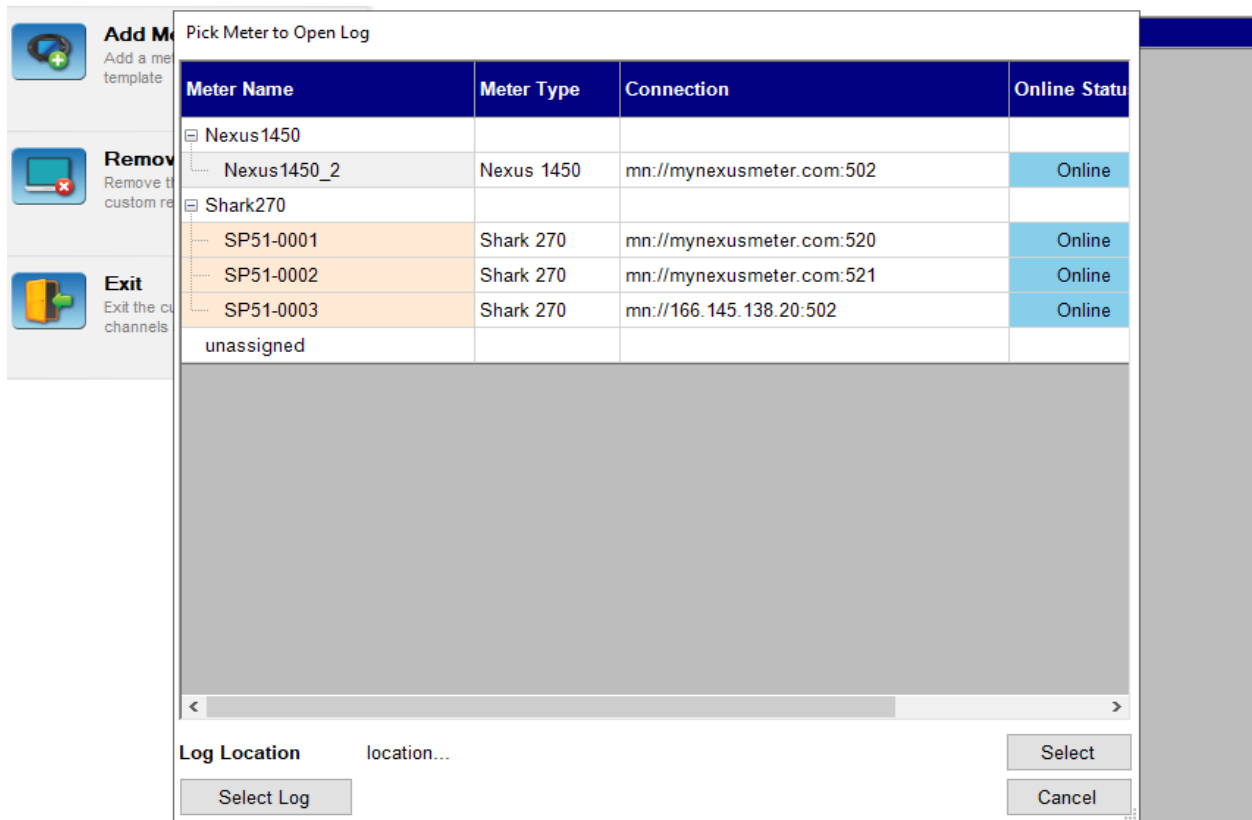 Add Me
Add a met
template
Remov
Remove th
custom re
Exit
Exit the cu
channels
Pick Meter to Open Log
Meter Name Meter Type Connection Online Statu
Nexus1450
Nexus1450_2 Nexus 1450 mn://mynexusmeter.com:502 Online
Shark270
SP51-0001 Shark 270 mn://mynexusmeter.com:520 Online
SP51-0002 Shark 270 mn://mynexusmeter.com:521 Online
SP51-0003 Shark 270 mn://166.145.138.20:502 Online
unassigned
Log Location location... Select
Select Log Cancel